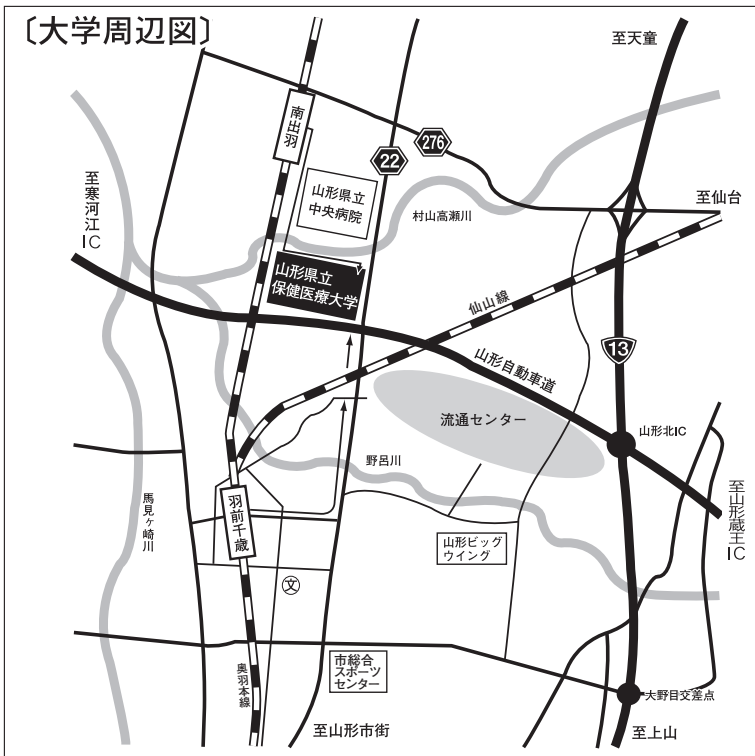 〔大学周辺図〕
至天童
南出羽
276
22
至寒河江IC
山形県立
中央病院
至仙台
村山高瀬川
山形県立
保健医療大学
仙山線
13
山形自動車道
流通センター
山形北IC
野呂川
至山形蔵王IC
羽前千歳
馬見ヶ崎川
山形ビッグ
ウイング
文
市総合
スポーツ
センター
奥羽本線
大野目交差点
至山形市街
至上山